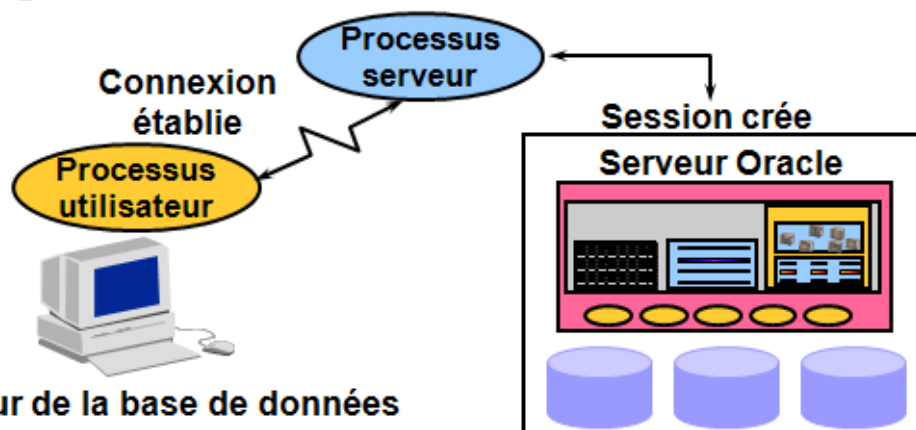 Processus
serveur
Connexion
établie
Processus
utilisateur
Session crée
Serveur Oracle
de la base de données